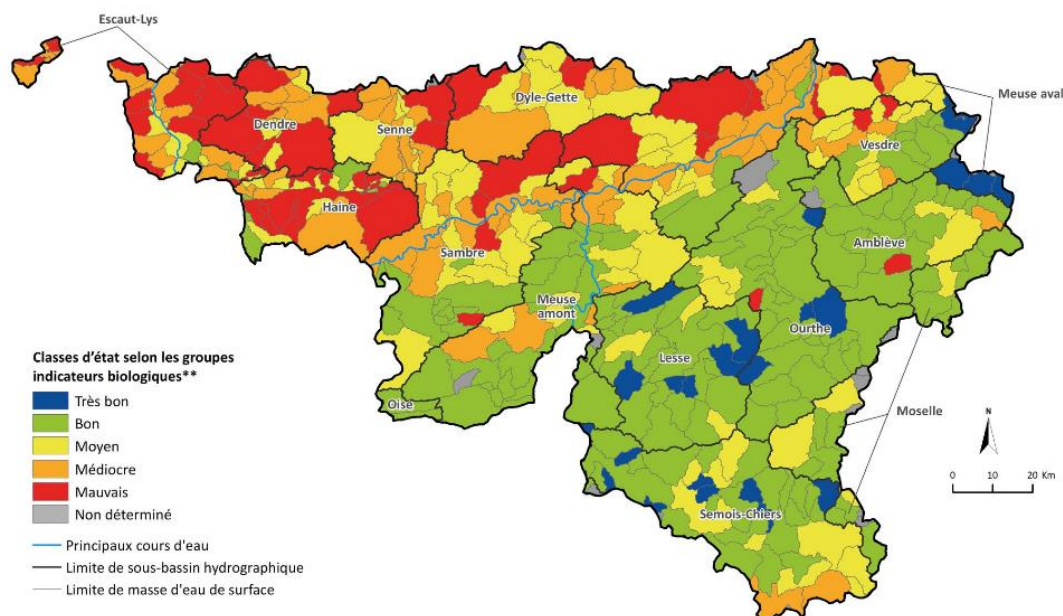 Escaut-Lys
Meuse aval
Dyle-Gette
Dendre
Senne
Vesdre
Haine
Sambre
Amblève
Meuse
amont
Ourthe
Lesse
Oise
Moselle
Semois-Chiers
Classes d'état selon les groupes
indicateurs biologiques**
Très bon
Bon
Moyen
Médiocre
Mauvais
Non déterminé
Principaux cours d'eau
Limite de sous-bassin hydrographique
Limite de masse d'eau de surface
N
0 10 20 Km